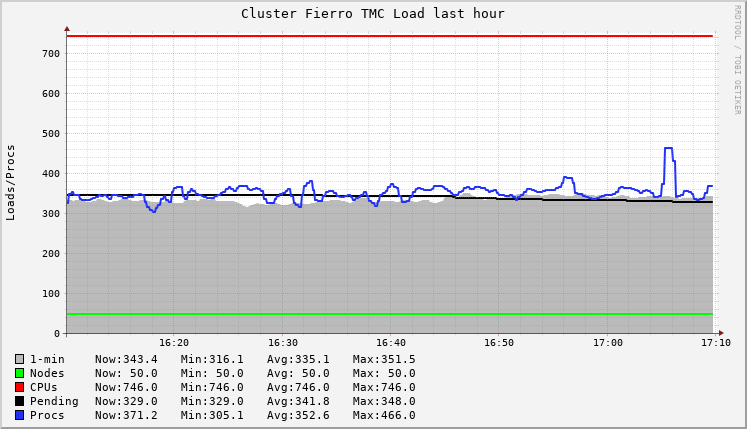 Cluster Fierro TMC Load last hour
RRDTOOL / TOBI OETIKER
Loads/Procs
700
600
500
400
300
200
100
0
16:20 16:30 16:40 16:50 17:00 17:10
1-min Now:343.4 Min:316.1 Avg:335.1 Max:351.5
Nodes Now: 50.0 Min: 50.0 Avg: 50.0 Max: 50.0
CPUs Now:746.0 Min:746.0 Avg:746.0 Max:746.0
Pending Now:329.0 Min:329.0 Avg:341.8 Max:348.0
Procs Now:371.2 Min:305.1 Avg:352.6 Max:466.0